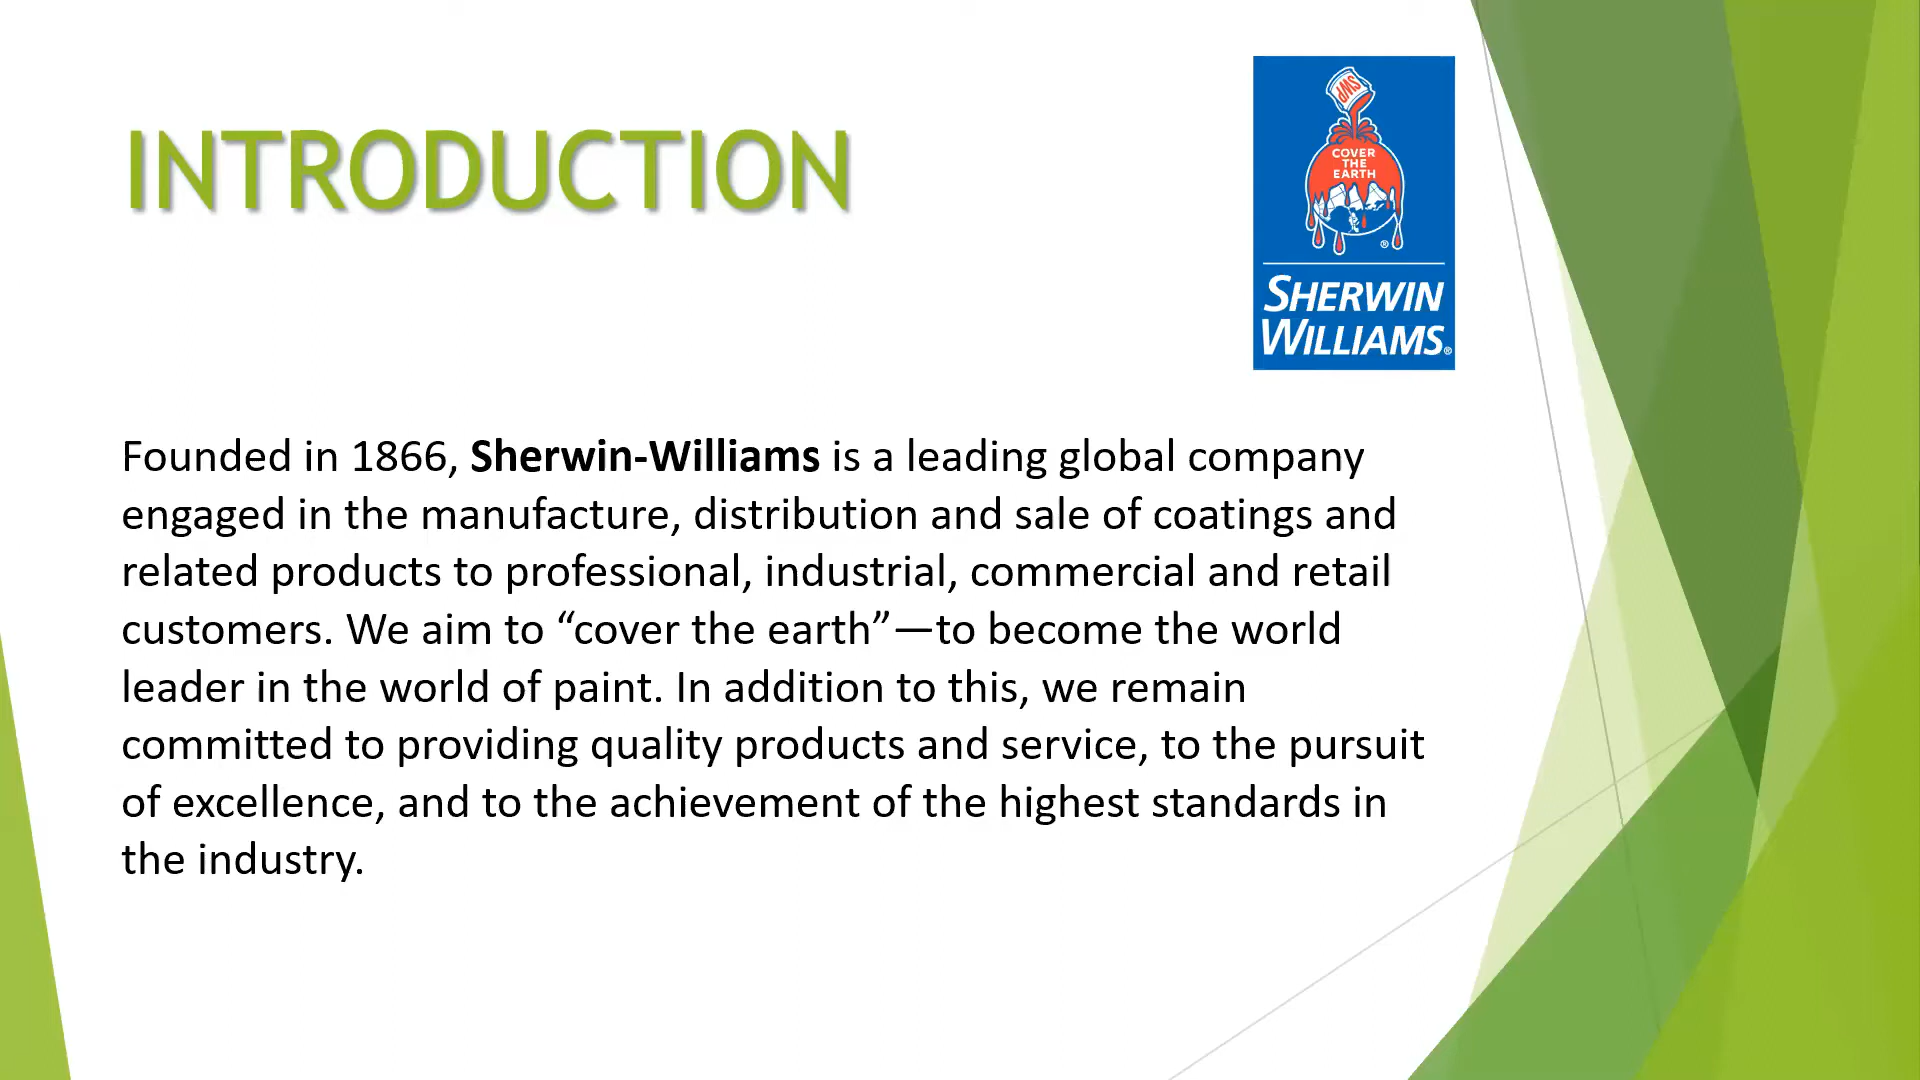 INTRODUCTION
SWP
COVER
THE
EARTH
®
SHERWIN
WILLIAMS®
Founded in 1866, Sherwin-Williams is a leading global company
engaged in the manufacture, distribution and sale of coatings and
related products to professional, industrial, commercial and retail
customers. We aim to “cover the earth”—to become the world
leader in the world of paint. In addition to this, we remain
committed to providing quality products and service, to the pursuit
of excellence, and to the achievement of the highest standards in
the industry.